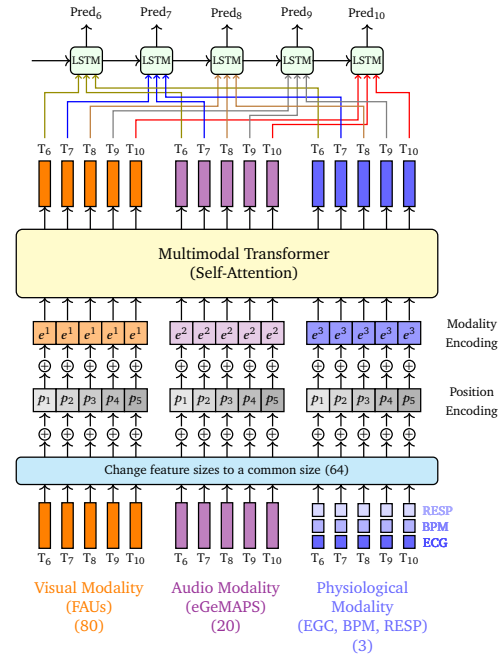 Pred6 Pred7 Pred8 Pred9 Pred10
LSTM LSTM LSTM LSTM LSTM
T6 T7 T8 T9 T10 T6 T7 T8 T9 T10 T6 T7 T8 T9 T10
Multimodal Transformer
(Self-Attention)
e1 e1 e1 e1 e1 e2 e2 e2 e2 e2 e3 e3 e3 e3 e3
Modality
Encoding
p1 p2 p3 p4 p5 p1 p2 p3 p4 p5 p1 p2 p3 p4 p5
Position
Encoding
Change feature sizes to a common size (64)
RESP
BPM
ECG
T6 T7 T8 T9 T10 T6 T7 T8 T9 T10 T6 T7 T8 T9 T10
Visual Modality
(FAUs)
(80)
Audio Modality
(eGeMAPS)
(20)
Physiological
Modality
(EGC, BPM, RESP)
(3)